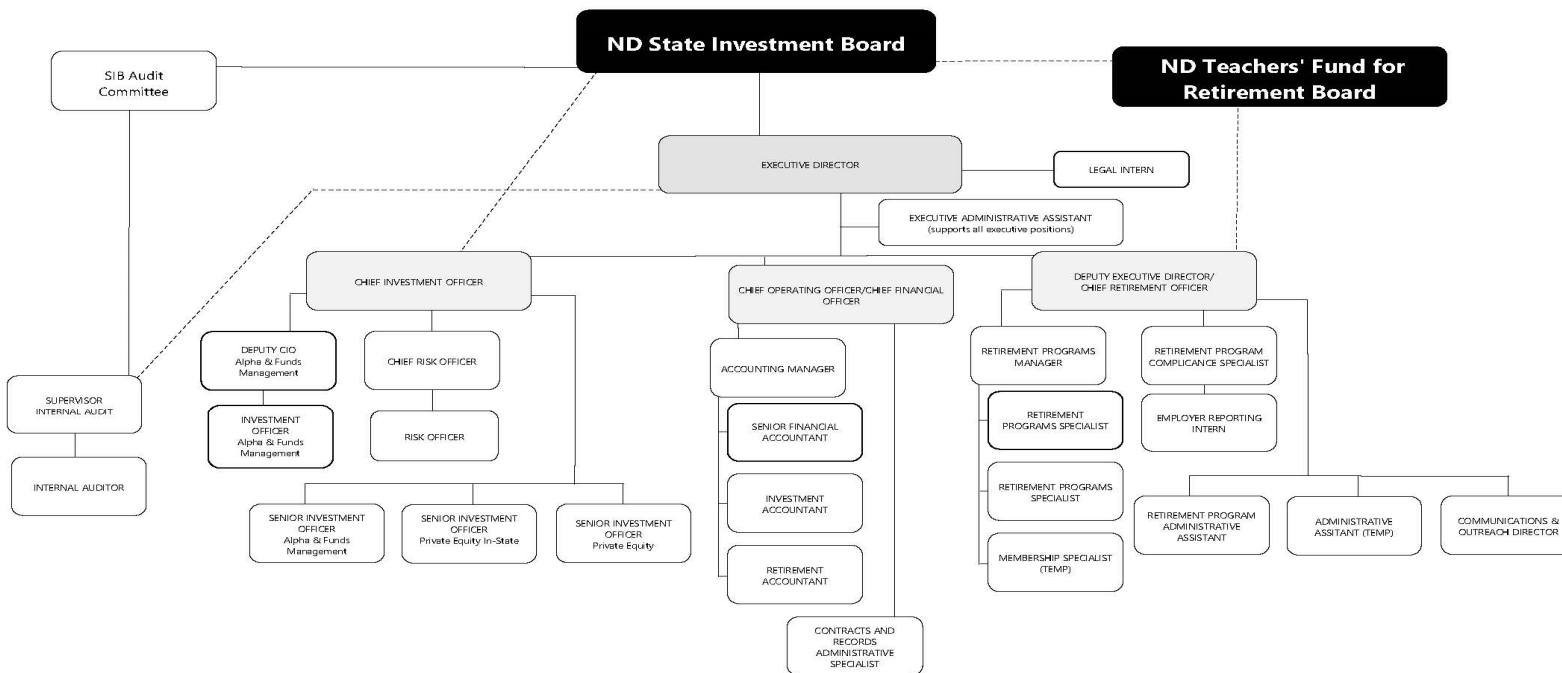 ND State Investment Board
ND Teachers' Fund for
Retirement Board
SIB Audit
Committee
EXECUTIVE DIRECTOR
LEGAL INTERN
EXECUTIVE ADMINISTRATIVE ASSISTANT
(supports all executive positions)
CHIEF INVESTMENT OFFICER
CHIEF OPERATING OFFICER/CHIEF FINANCIAL
OFFICER
DEPUTY EXECUTIVE DIRECTOR/
CHIEF RETIREMENT OFFICER
DEPUTY CIO
Alpha & Funds
Management
CHIEF RISK OFFICER
ACCOUNTING MANAGER
RETIREMENT PROGRAMS
MANAGER
RETIREMENT PROGRAM
COMPLICANCE SPECIALIST
SUPERVISOR
INTERNAL AUDIT
INVESTMENT
OFFICER
Alpha & Funds
Management
RISK OFFICER
SENIOR FINANCIAL
ACCOUNTANT
RETIREMENT
PROGRAMS SPECIALIST
EMPLOYER REPORTING
INTERN
INTERNAL AUDITOR
INVESTMENT
ACCOUNTANT
RETIREMENT PROGRAMS
SPECIALIST
SENIOR INVESTMENT
OFFICER
Alpha & Funds
Management
SENIOR INVESTMENT
OFFICER
Private Equity In-State
SENIOR INVESTMENT
OFFICER
Private Equity
RETIREMENT PROGRAM
ADMINISTRATIVE
ASSISTANT
ADMINISTRATIVE
ASSITANT (TEMP)
COMMUNICATIONS &
OUTREACH DIRECTOR
RETIREMENT
ACCOUNTANT
MEMBERSHIP SPECIALIST
(TEMP)
CONTRACTS AND
RECORDS
ADMINISTRATIVE
SPECIALIST